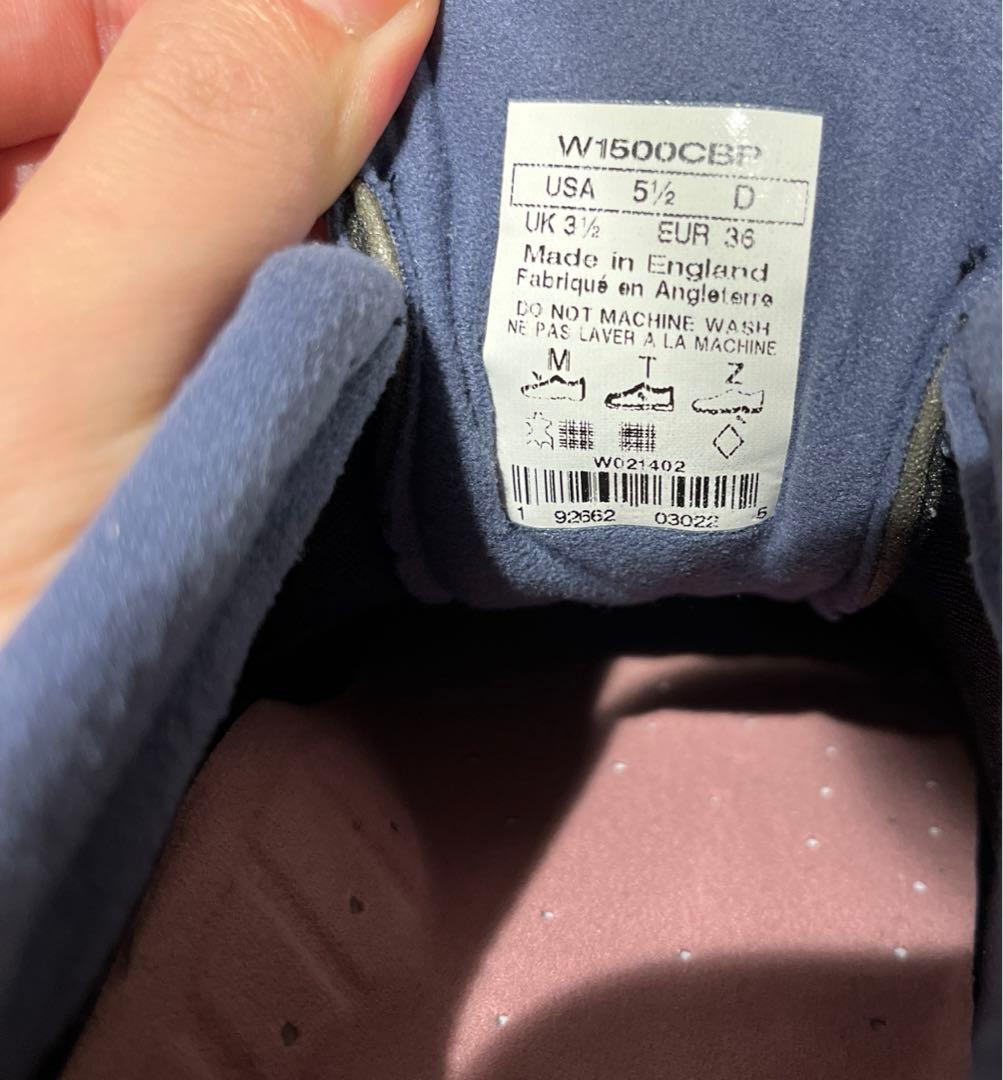 W1500CBP
USA 5½ D
UK 3½ EUR 36
Made in England
Fabriqué en Angleterre
DO NOT MACHINE WASH
NE PAS LAVER A LA MACHINE
M T Z
W021402
1 92662 03022 5